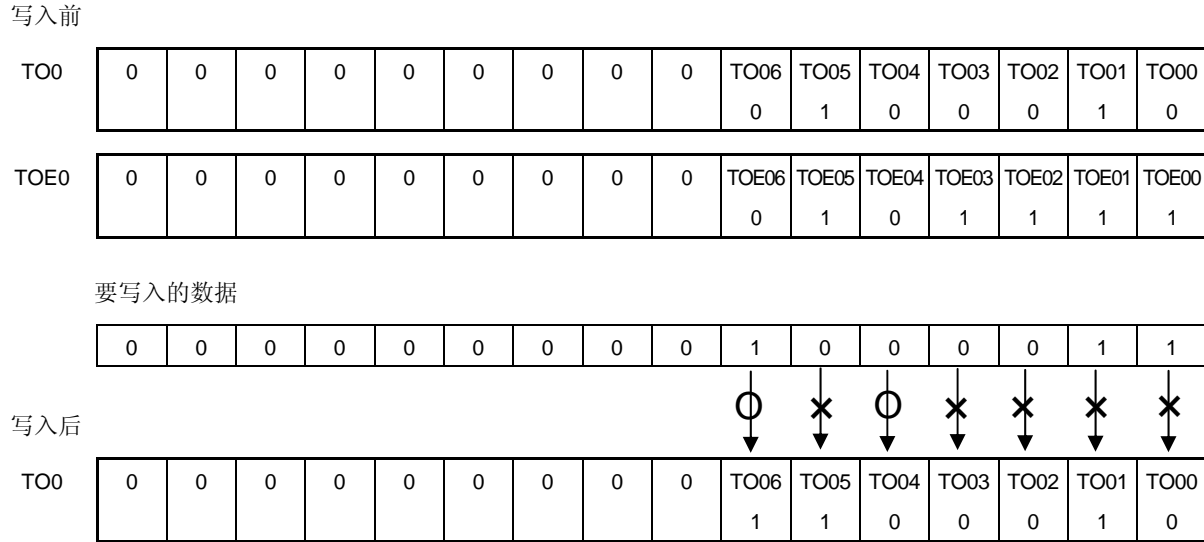 写入前
TO0 0 0 0 0 0 0 0 0 0 TO06 TO05 TO04 TO03 TO02 TO01 TO00
0 1 0 0 0 1 0
TOE0 0 0 0 0 0 0 0 0 0 TOE06 TOE05 TOE04 TOE03 TOE02 TOE01 TOE00
0 1 0 1 1 1 1
要写入的数据
0 0 0 0 0 0 0 0 0 1 0 0 0 0 1 1
O × O × × × ×
写入后
TO0 0 0 0 0 0 0 0 0 0 TO06 TO05 TO04 TO03 TO02 TO01 TO00
1 1 0 0 0 1 0